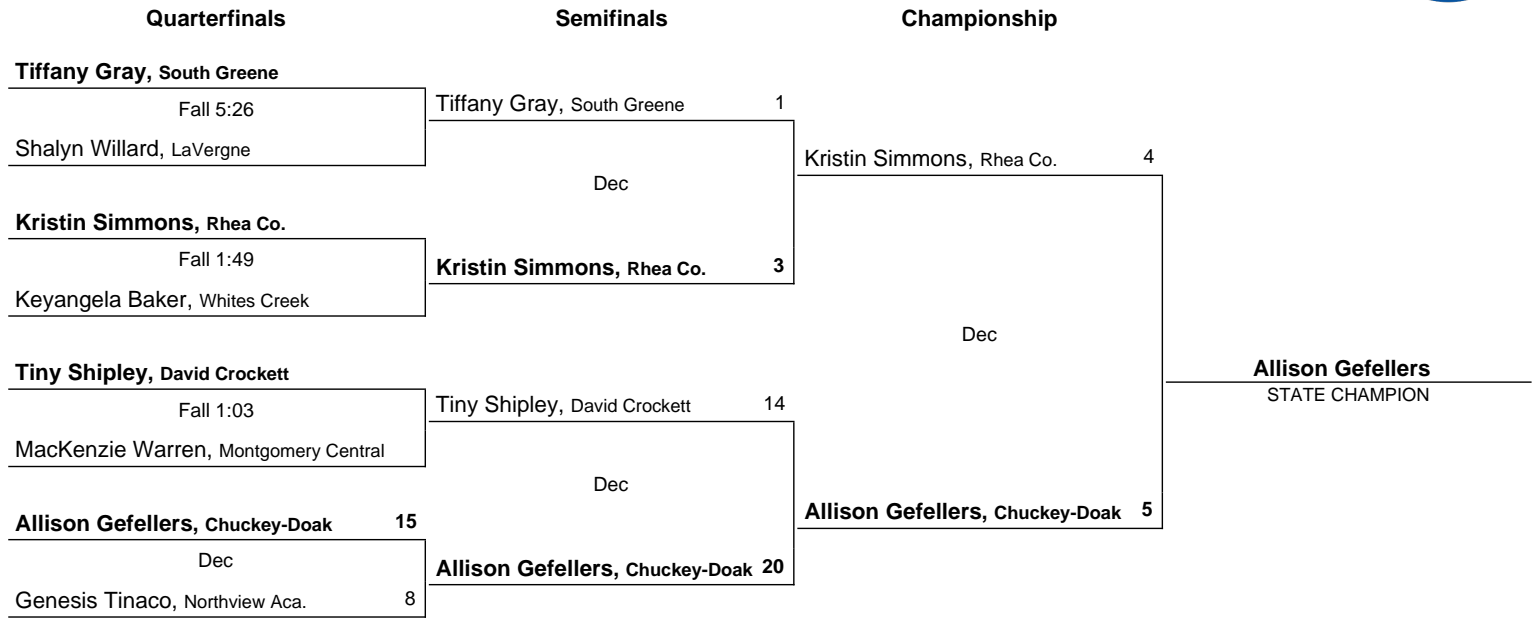 Quarterfinals
Semifinals
Championship
Tiffany Gray, South Greene
Fall 5:26
Shalyn Willard, LaVergne
Kristin Simmons, Rhea Co.
Fall 1:49
Keyangela Baker, Whites Creek
Tiny Shipley, David Crockett
Fall 1:03
MacKenzie Warren, Montgomery Central
Allison Gefellers, Chuckey-Doak 15
Dec
Genesis Tinaco, Northview Aca. 8
Tiffany Gray, South Greene 1
Dec
Kristin Simmons, Rhea Co. 3
Tiny Shipley, David Crockett 14
Dec
Allison Gefellers, Chuckey-Doak 20
Kristin Simmons, Rhea Co. 4
Dec
Allison Gefellers, Chuckey-Doak 5
Allison Gefellers
STATE CHAMPION